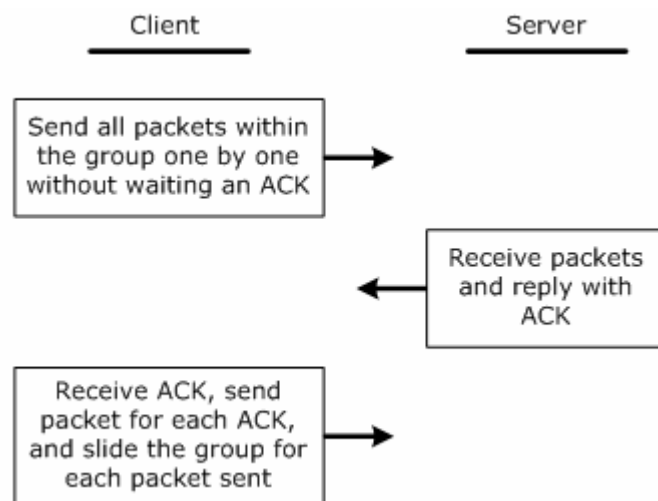 Client
Server
Send all packets within
the group one by one
without waiting an ACK
Receive packets
and reply with
ACK
Receive ACK, send
packet for each ACK,
and slide the group for
each packet sent